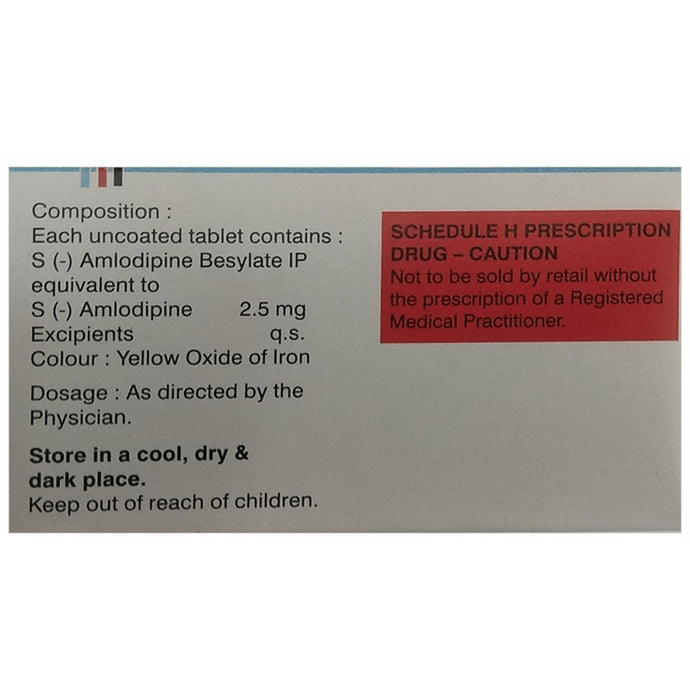 Composition :
Each uncoated tablet contains :
S (-) Amlodipine Besylate IP
equivalent to
S (-) Amlodipine 2.5 mg
Excipients q.s.
Colour : Yellow Oxide of Iron
Dosage : As directed by the
Physician.
Store in a cool, dry &
dark place.
Keep out of reach of children.
SCHEDULE H PRESCRIPTION
DRUG – CAUTION
Not to be sold by retail without
the prescription of a Registered
Medical Practitioner.